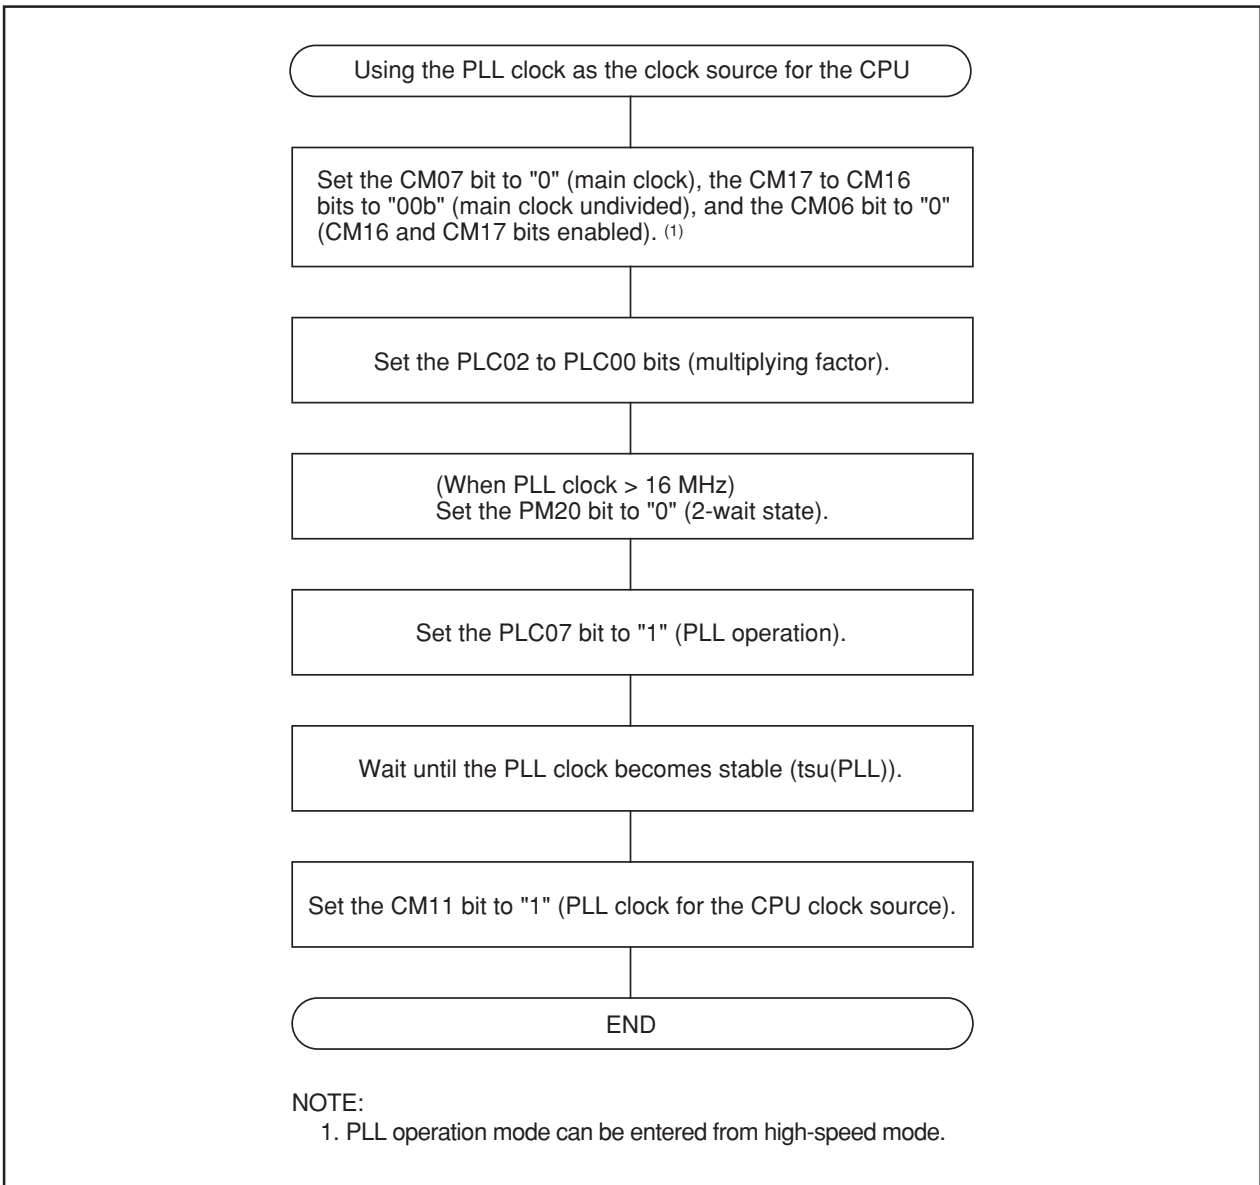 Using the PLL clock as the clock source for the CPU
Set the CM07 bit to "0" (main clock), the CM17 to CM16
bits to "00b" (main clock undivided), and the CM06 bit to "0"
(CM16 and CM17 bits enabled). (1)
Set the PLC02 to PLC00 bits (multiplying factor).
(When PLL clock > 16 MHz)
Set the PM20 bit to "0" (2-wait state).
Set the PLC07 bit to "1" (PLL operation).
Wait until the PLL clock becomes stable (tsu(PLL)).
Set the CM11 bit to "1" (PLL clock for the CPU clock source).
END
NOTE:
1. PLL operation mode can be entered from high-speed mode.